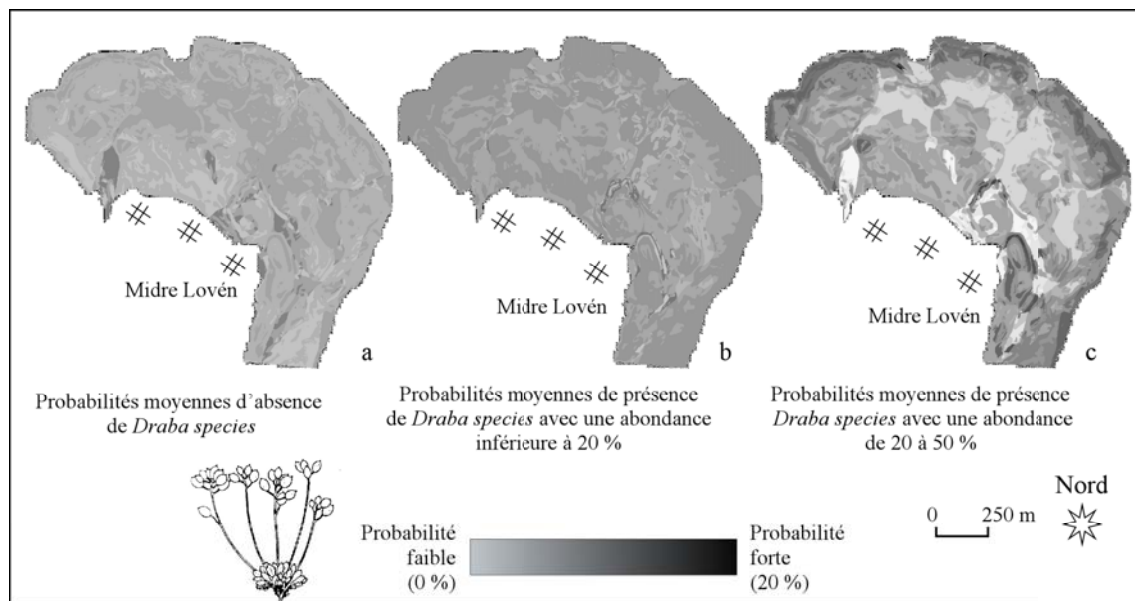 Midre Lovén
a
Midre Lovén
b
Midre Lovén
c
Probabilités moyennes d'absence
de Draba species
Probabilités moyennes de présence
de Draba species avec une abondance
inférieure à 20 %
Probabilités moyennes de présence
Draba species avec une abondance
de 20 à 50 %
Probabilité
faible
(0 %)
Probabilité
forte
(20 %)
0 250 m
Nord